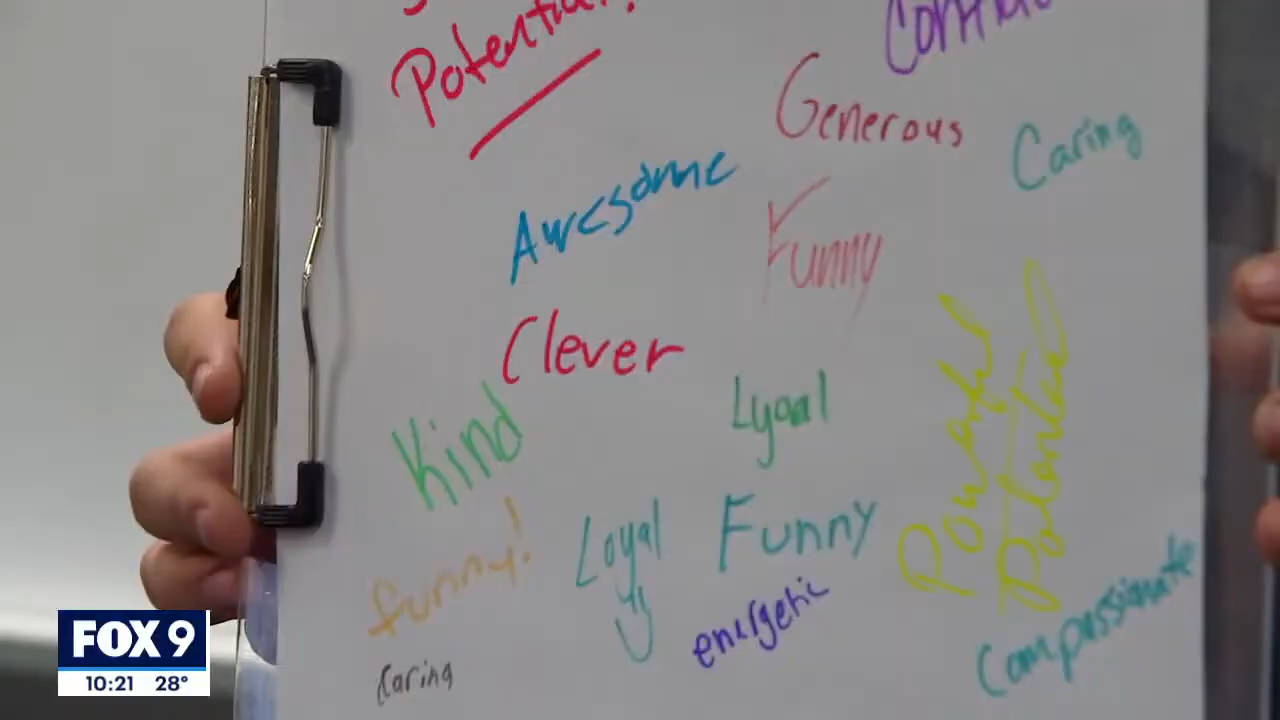 Potential!
Generous
Caring
Awesome
Funny
Clever
Lyoal
Kind
Powerful
Loyal
Funny
funny!
energetic
Compassionate
Caring
FOX 9
10:21 28°